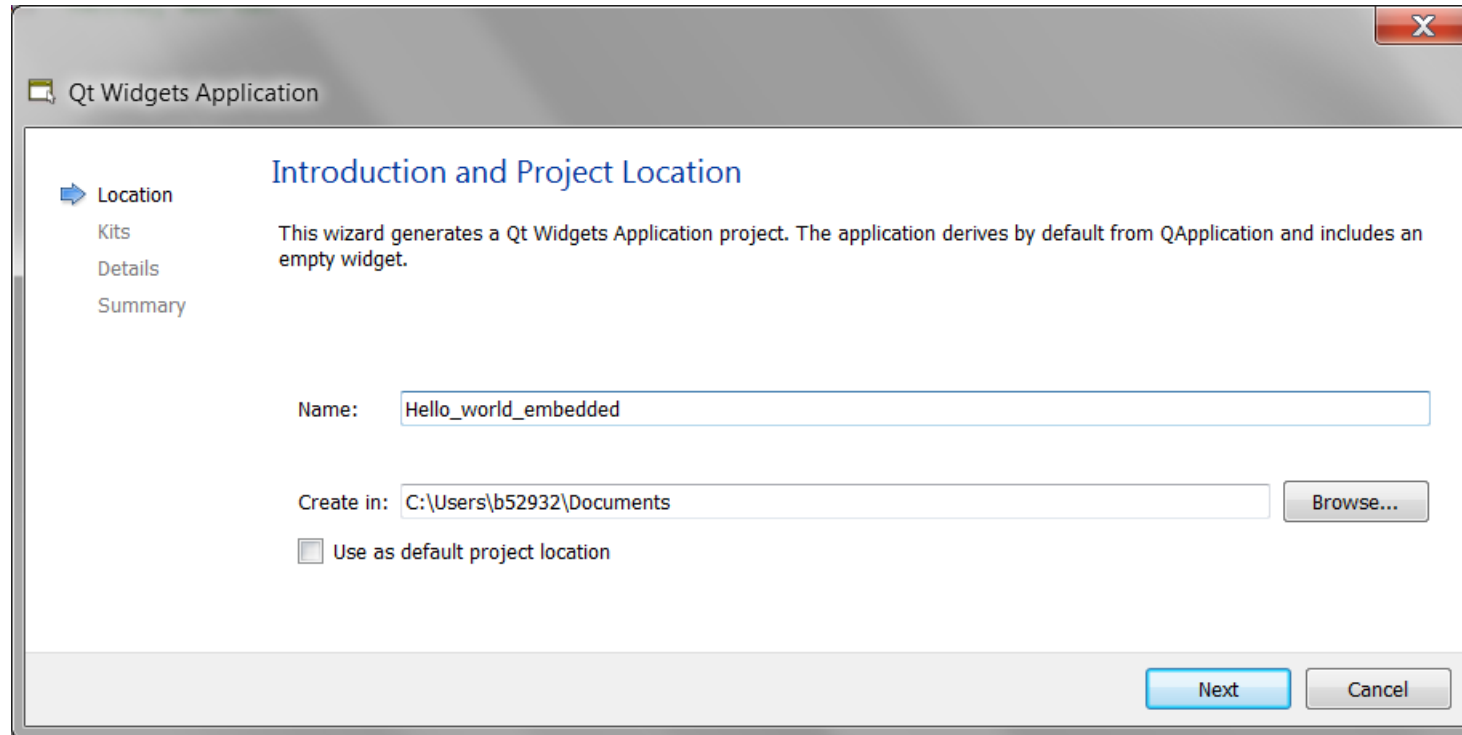 Qt Widgets Application
Location
Kits
Details
Summary
Introduction and Project Location
This wizard generates a Qt Widgets Application project. The application derives by default from QApplication and includes an
empty widget.
Name: Hello_world_embedded
Create in: C:\Users\b52932\Documents Browse...
Use as default project location
Next Cancel